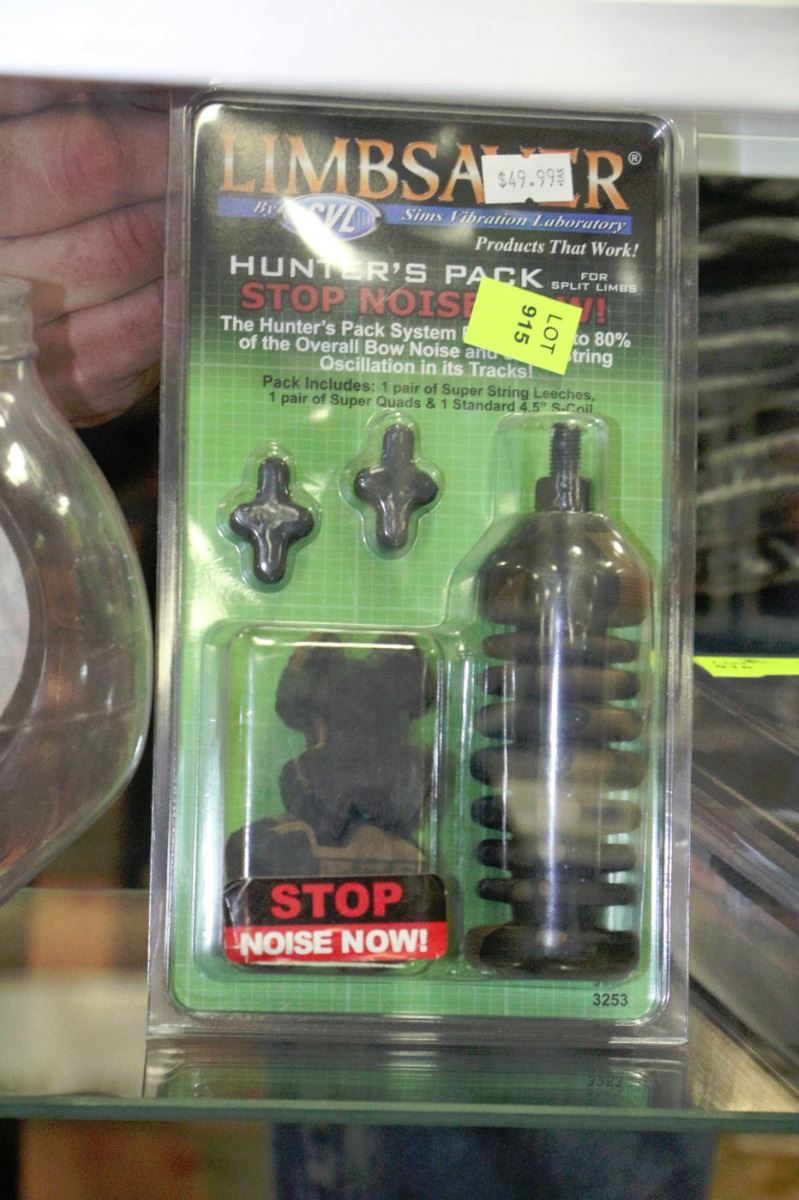 LIMBSA R®
$49.99
By SVL Sims Vibration Laboratory
Products That Work!
HUNTER'S PACK FOR SPLIT LIMBS
STOP NOIS W!
LOT 915
The Hunter's Pack System to 80%
of the Overall Bow Noise and String
Oscillation in its Tracks!
Pack Includes: 1 pair of Super String Leeches,
1 pair of Super Quads & 1 Standard 4.5" S-Coil
STOP
NOISE NOW!
3253